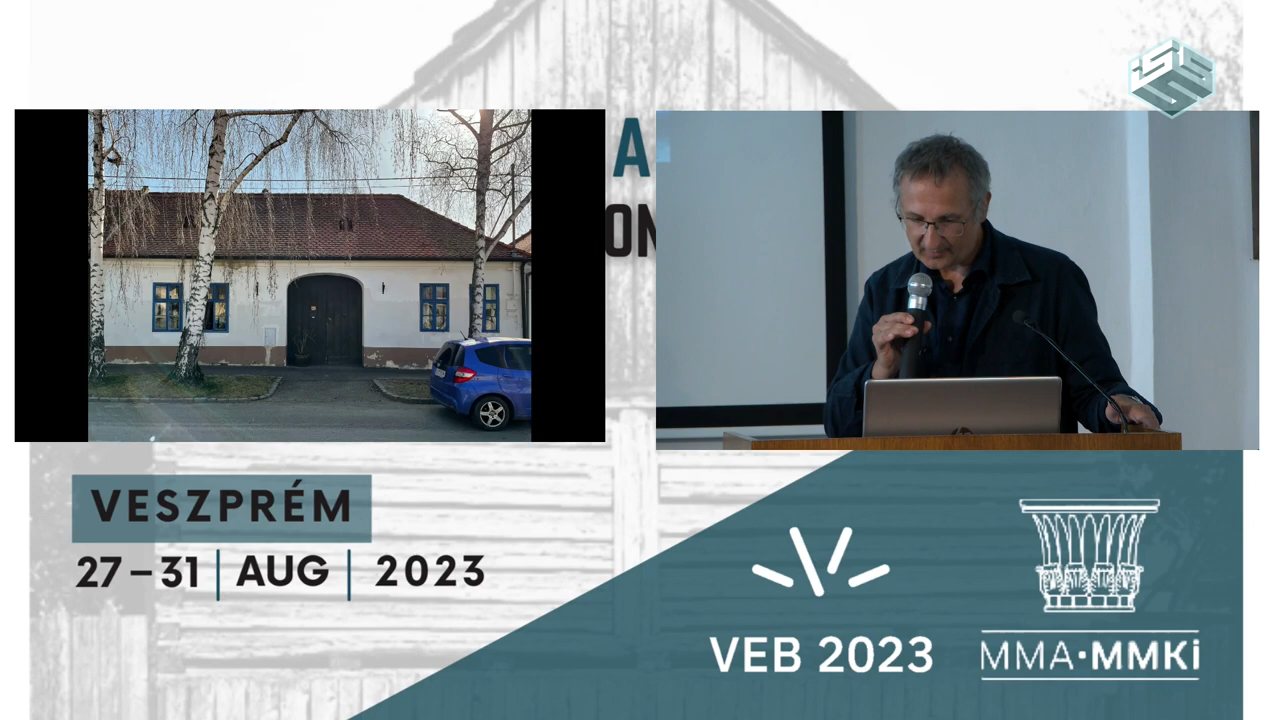 A
VESZPRÉM
27–31 | AUG | 2023
VEB 2023
MMA·MMKi